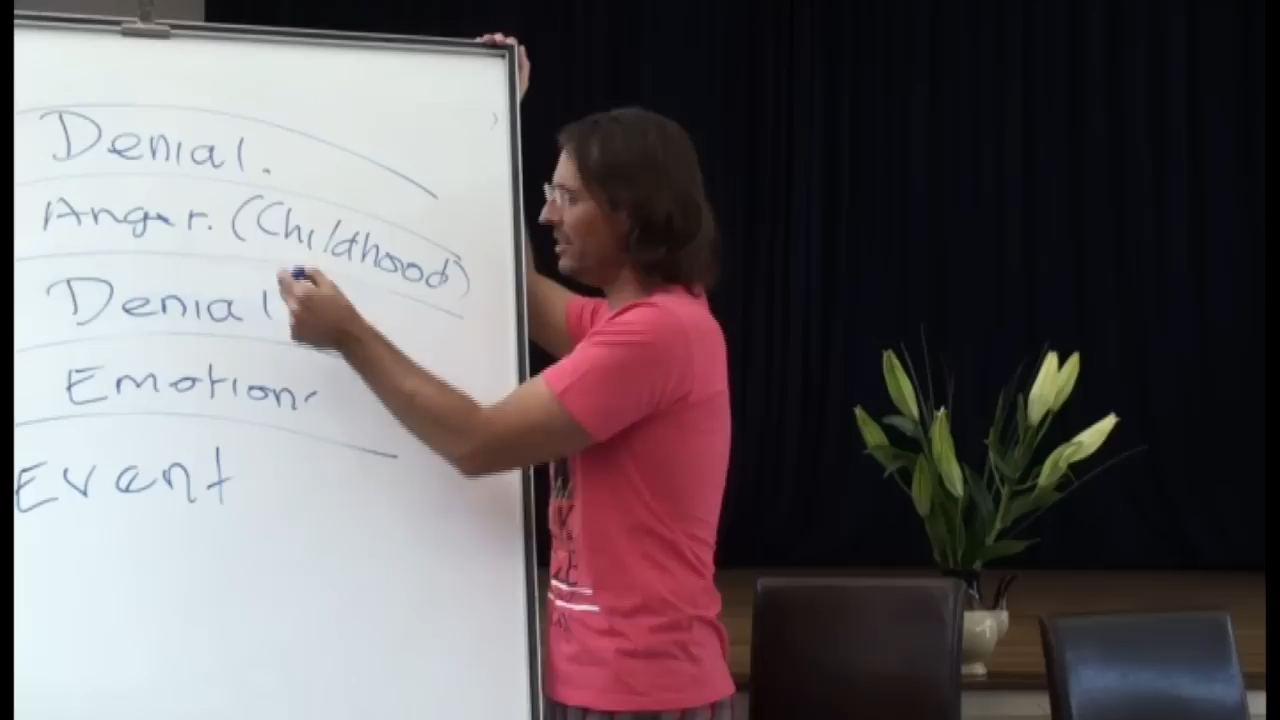 Denial.
Anger. (Childhood)
Denial
Emotion
Event